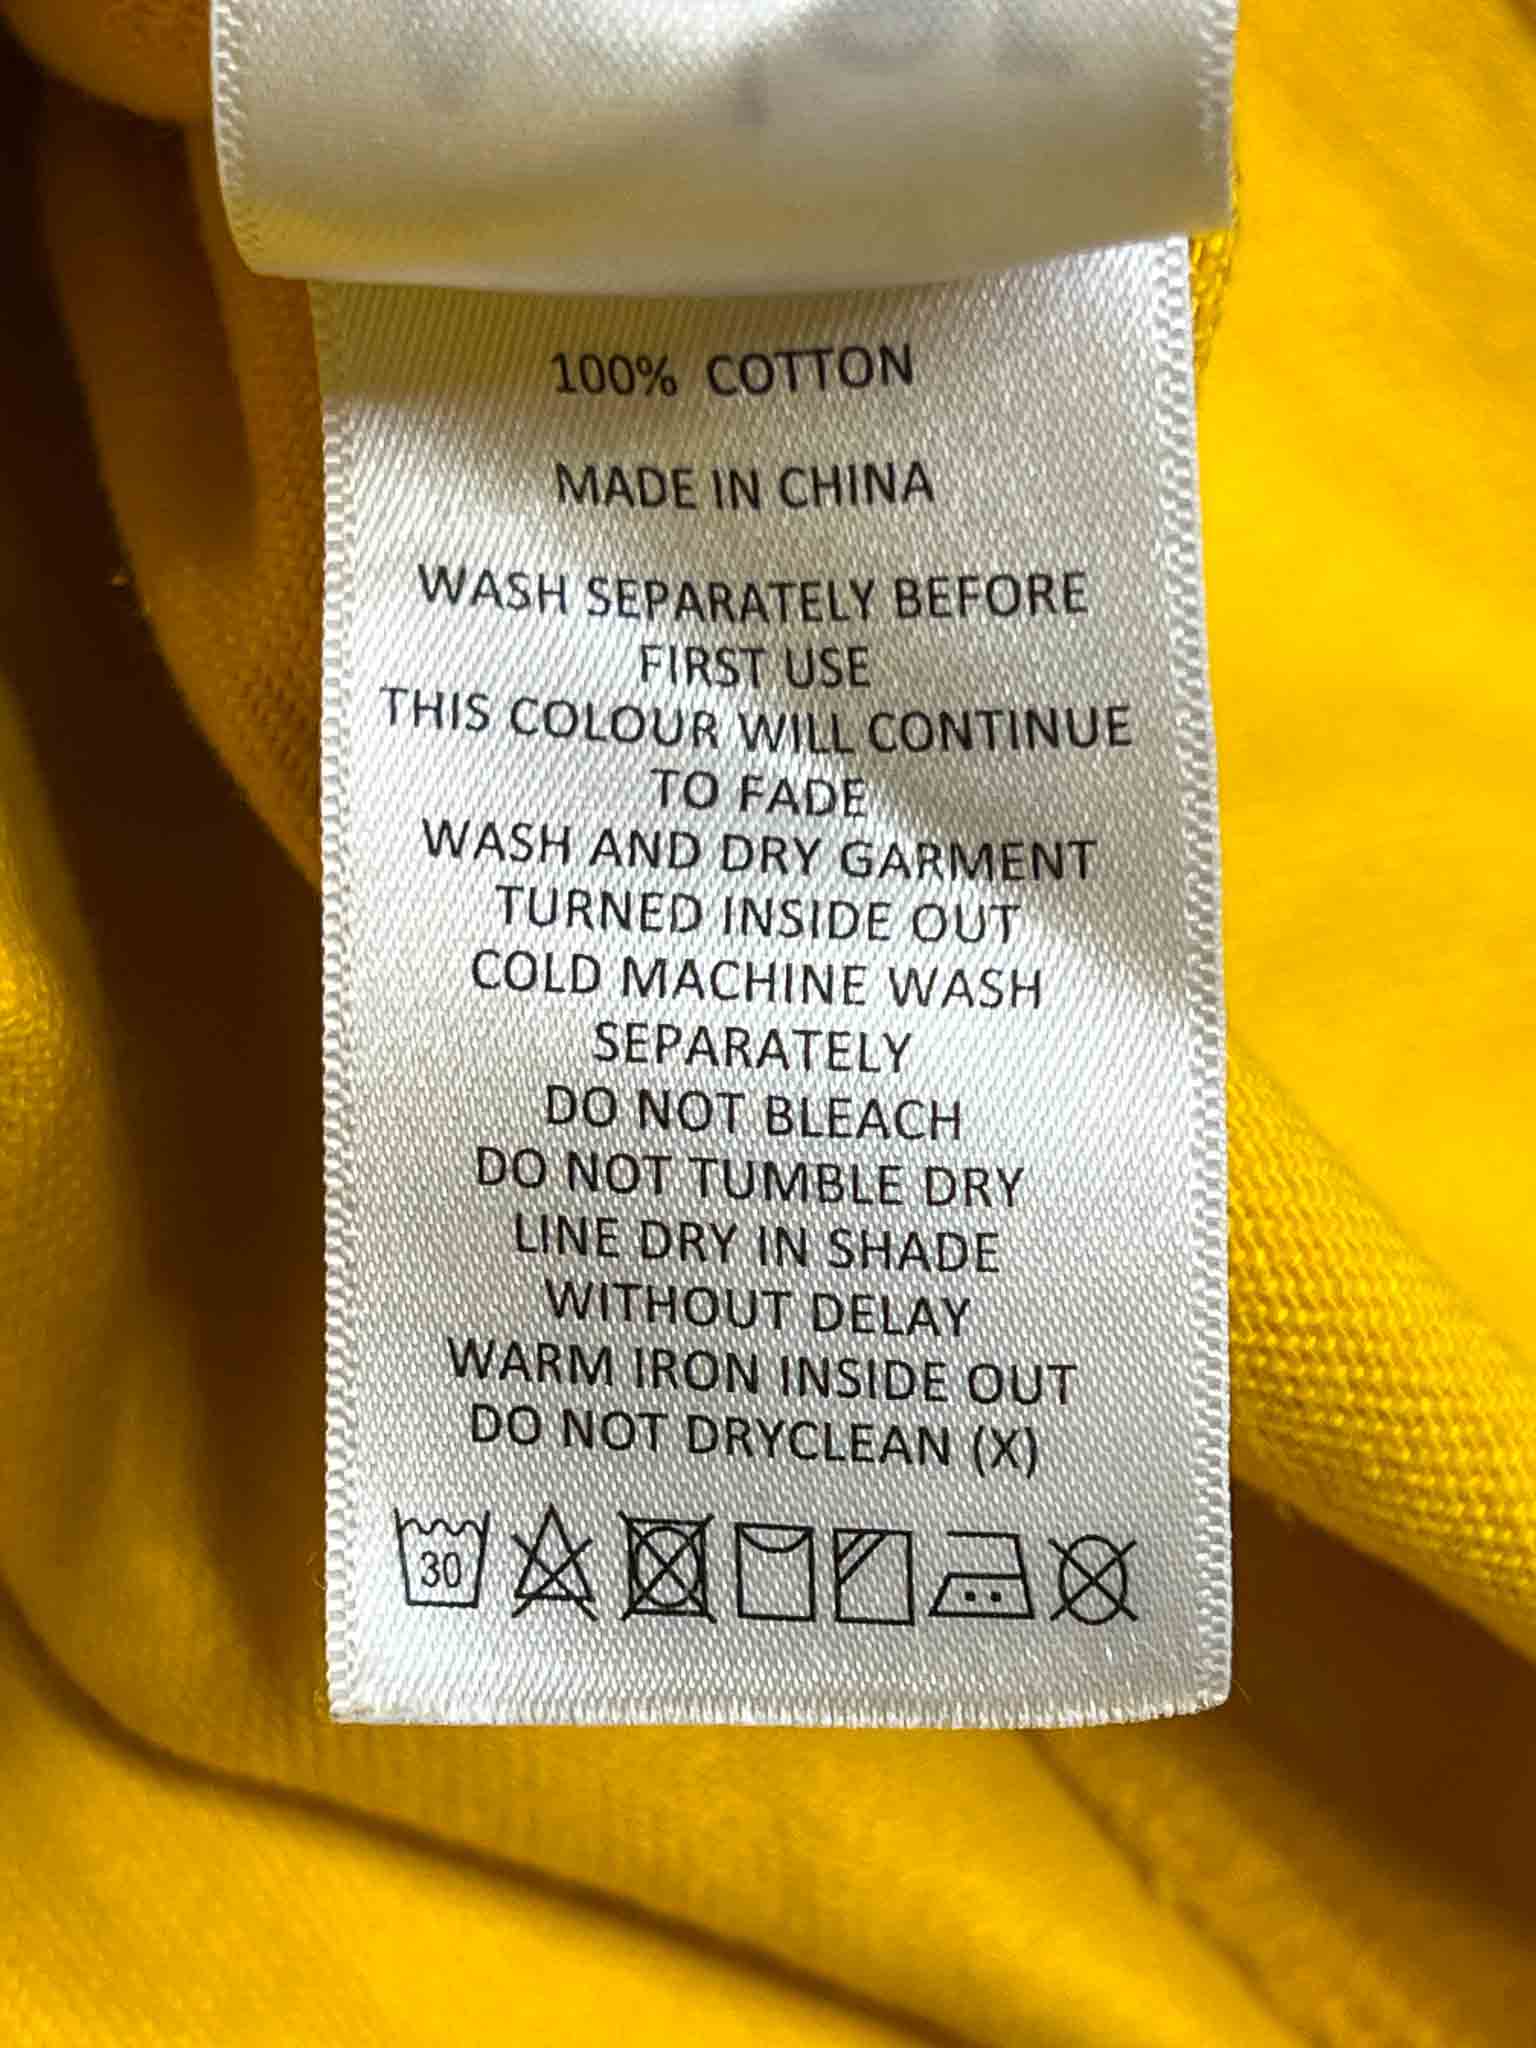 100% COTTON
MADE IN CHINA
WASH SEPARATELY BEFORE
FIRST USE
THIS COLOUR WILL CONTINUE
TO FADE
WASH AND DRY GARMENT
TURNED INSIDE OUT
COLD MACHINE WASH
SEPARATELY
DO NOT BLEACH
DO NOT TUMBLE DRY
LINE DRY IN SHADE
WITHOUT DELAY
WARM IRON INSIDE OUT
DO NOT DRYCLEAN (X)
30